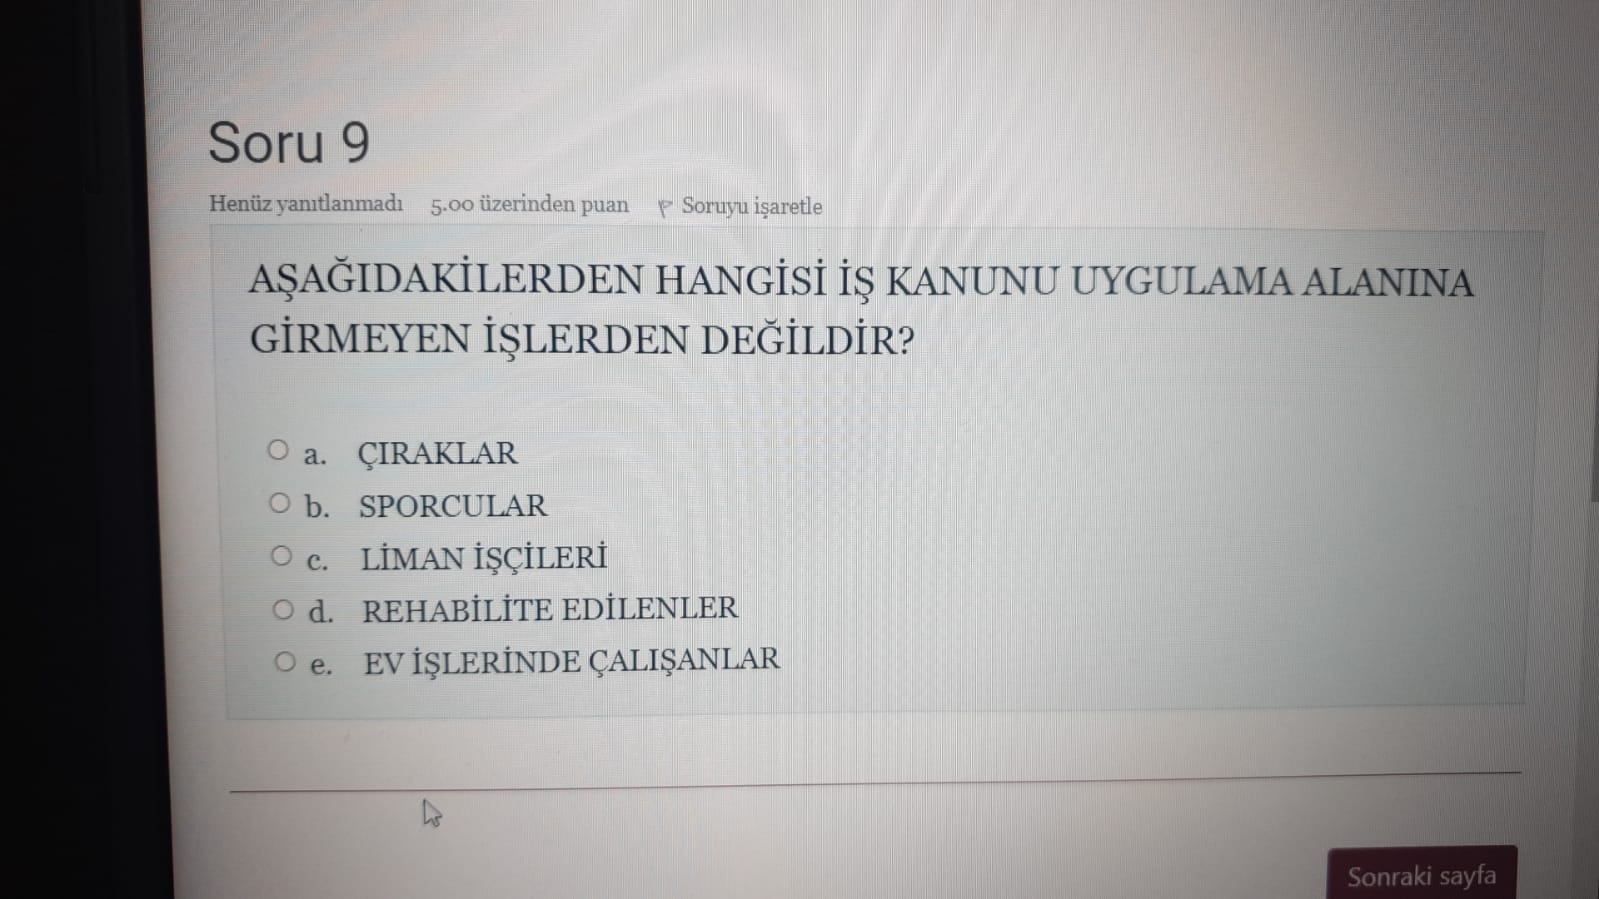 Soru 9
Henüz yanıtlanmadı 5.00 üzerinden puan Soruyu işaretle
AŞAĞIDAKİLERDEN HANGİSİ İŞ KANUNU UYGULAMA ALANINA
GİRMEYEN İŞLERDEN DEĞİLDİR?
a. ÇIRAKLAR
b. SPORCULAR
c. LİMAN İŞÇİLERİ
d. REHABİLİTE EDİLENLER
e. EV İŞLERİNDE ÇALIŞANLAR
Sonraki sayfa